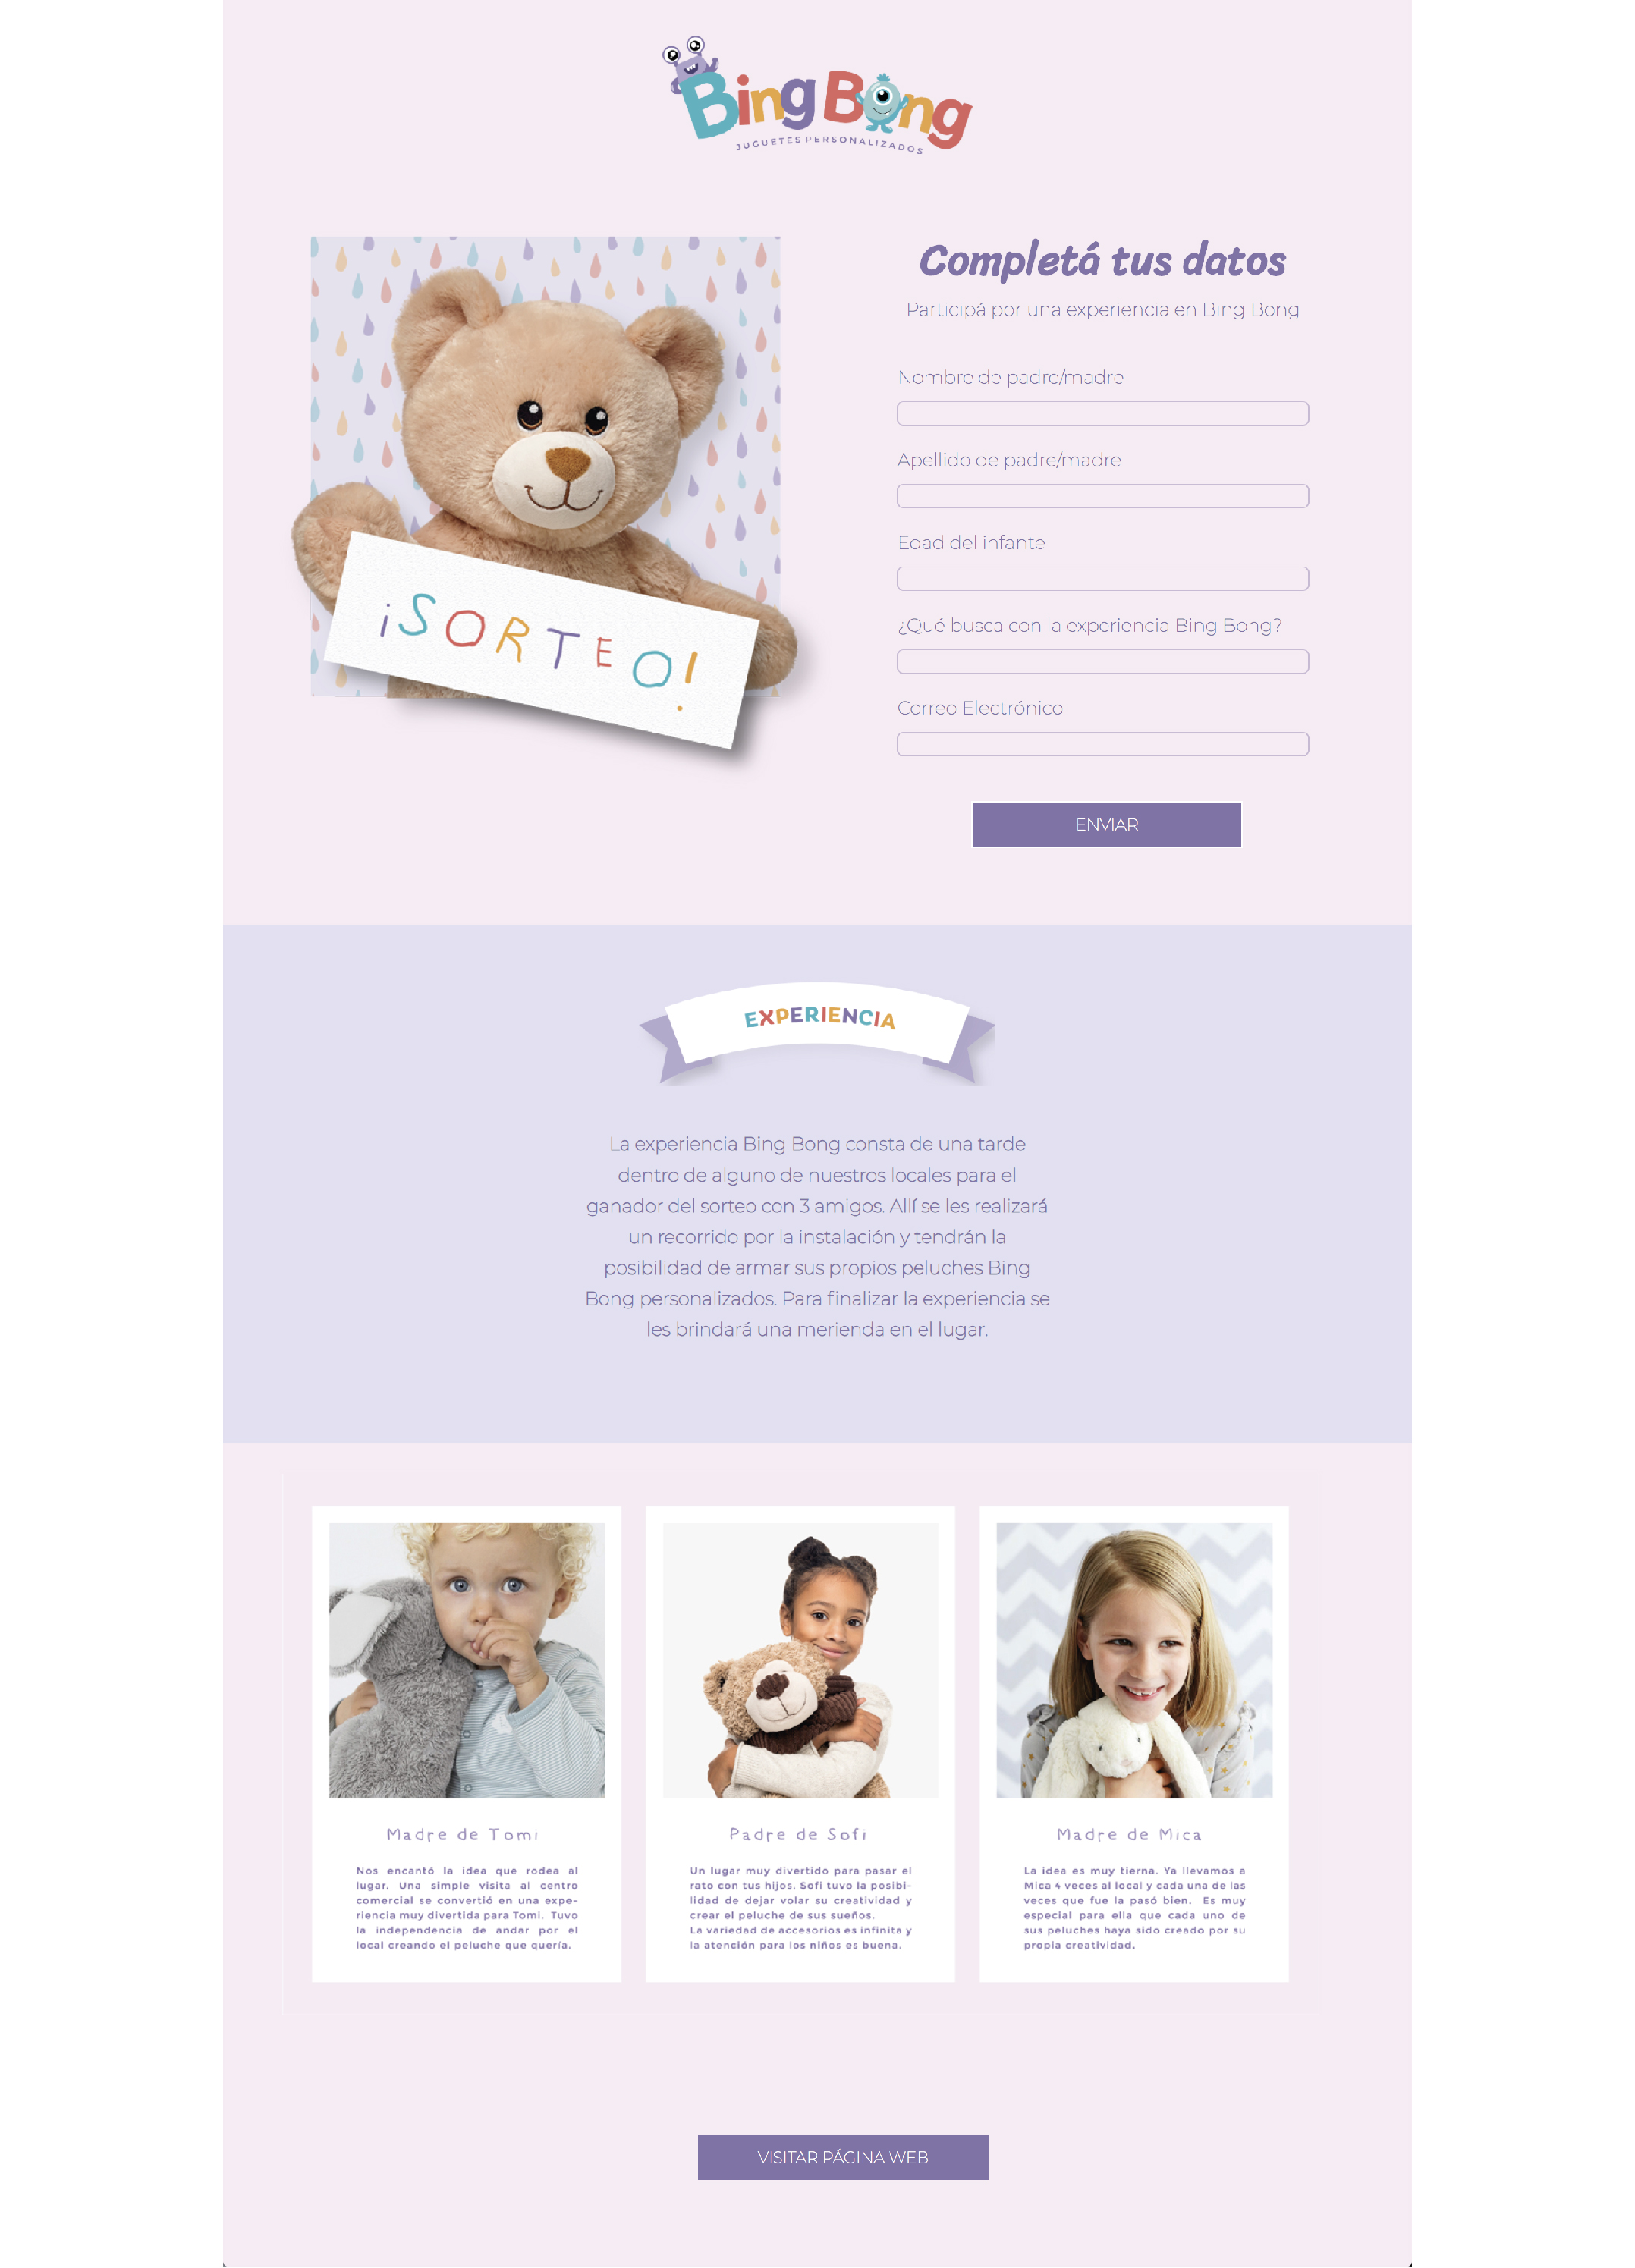 Bing Bong
JUGUETES PERSONALIZADOS
¡SORTEO!
Completá tus datos
Participá por una experiencia en Bing Bong
Nombre de padre/madre
Apellido de padre/madre
Edad del infante
¿Qué busca con la experiencia Bing Bong?
Correo Electrónico
ENVIAR
EXPERIENCIA
La experiencia Bing Bong consta de una tarde
dentro de alguno de nuestros locales para el
ganador del sorteo con 3 amigos. Allí se les realizará
un recorrido por la instalación y tendrán la
posibilidad de armar sus propios peluches Bing
Bong personalizados. Para finalizar la experiencia se
les brindará una merienda en el lugar.
Madre de Tomi
Nos encantó la idea que rodea al
lugar. Una simple visita al centro
comercial se convirtió en una expe-
riencia muy divertida para Tomi. Tuvo
la independencia de andar por el
local creando el peluche que quería.
Padre de Sofi
Un lugar muy divertido para pasar el
rato con tus hijos. Sofi tuvo la posibi-
lidad de dejar volar su creatividad y
crear el peluche de sus sueños.
La variedad de accesorios es infinita y
la atención para los niños es buena.
Madre de Mica
La idea es muy tierna. Ya llevamos a
Mica 4 veces al local y cada una de las
veces que fue la pasó bien. Es muy
especial para ella que cada uno de
sus peluches haya sido creado por su
propia creatividad.
VISITAR PÁGINA WEB